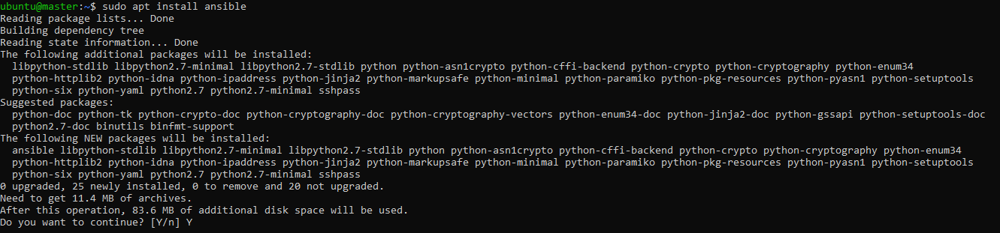 ubuntu@master:~$ sudo apt install ansible
Reading package lists... Done
Building dependency tree
Reading state information... Done
The following additional packages will be installed:
  libpython-stdlib libpython2.7-minimal libpython2.7-stdlib python python-asn1crypto python-cffi-backend python-crypto python-cryptography python-enum34
  python-httplib2 python-idna python-ipaddress python-jinja2 python-markupsafe python-minimal python-paramiko python-pkg-resources python-pyasn1 python-setuptools
  python-six python-yaml python2.7 python2.7-minimal sshpass
Suggested packages:
  python-doc python-tk python-crypto-doc python-cryptography-doc python-cryptography-vectors python-enum34-doc python-jinja2-doc python-gssapi python-setuptools-doc
  python2.7-doc binutils binfmt-support
The following NEW packages will be installed:
  ansible libpython-stdlib libpython2.7-minimal libpython2.7-stdlib python python-asn1crypto python-cffi-backend python-crypto python-cryptography python-enum34
  python-httplib2 python-idna python-ipaddress python-jinja2 python-markupsafe python-minimal python-paramiko python-pkg-resources python-pyasn1 python-setuptools
  python-six python-yaml python2.7 python2.7-minimal sshpass
0 upgraded, 25 newly installed, 0 to remove and 20 not upgraded.
Need to get 11.4 MB of archives.
After this operation, 83.6 MB of additional disk space will be used.
Do you want to continue? [Y/n] Y